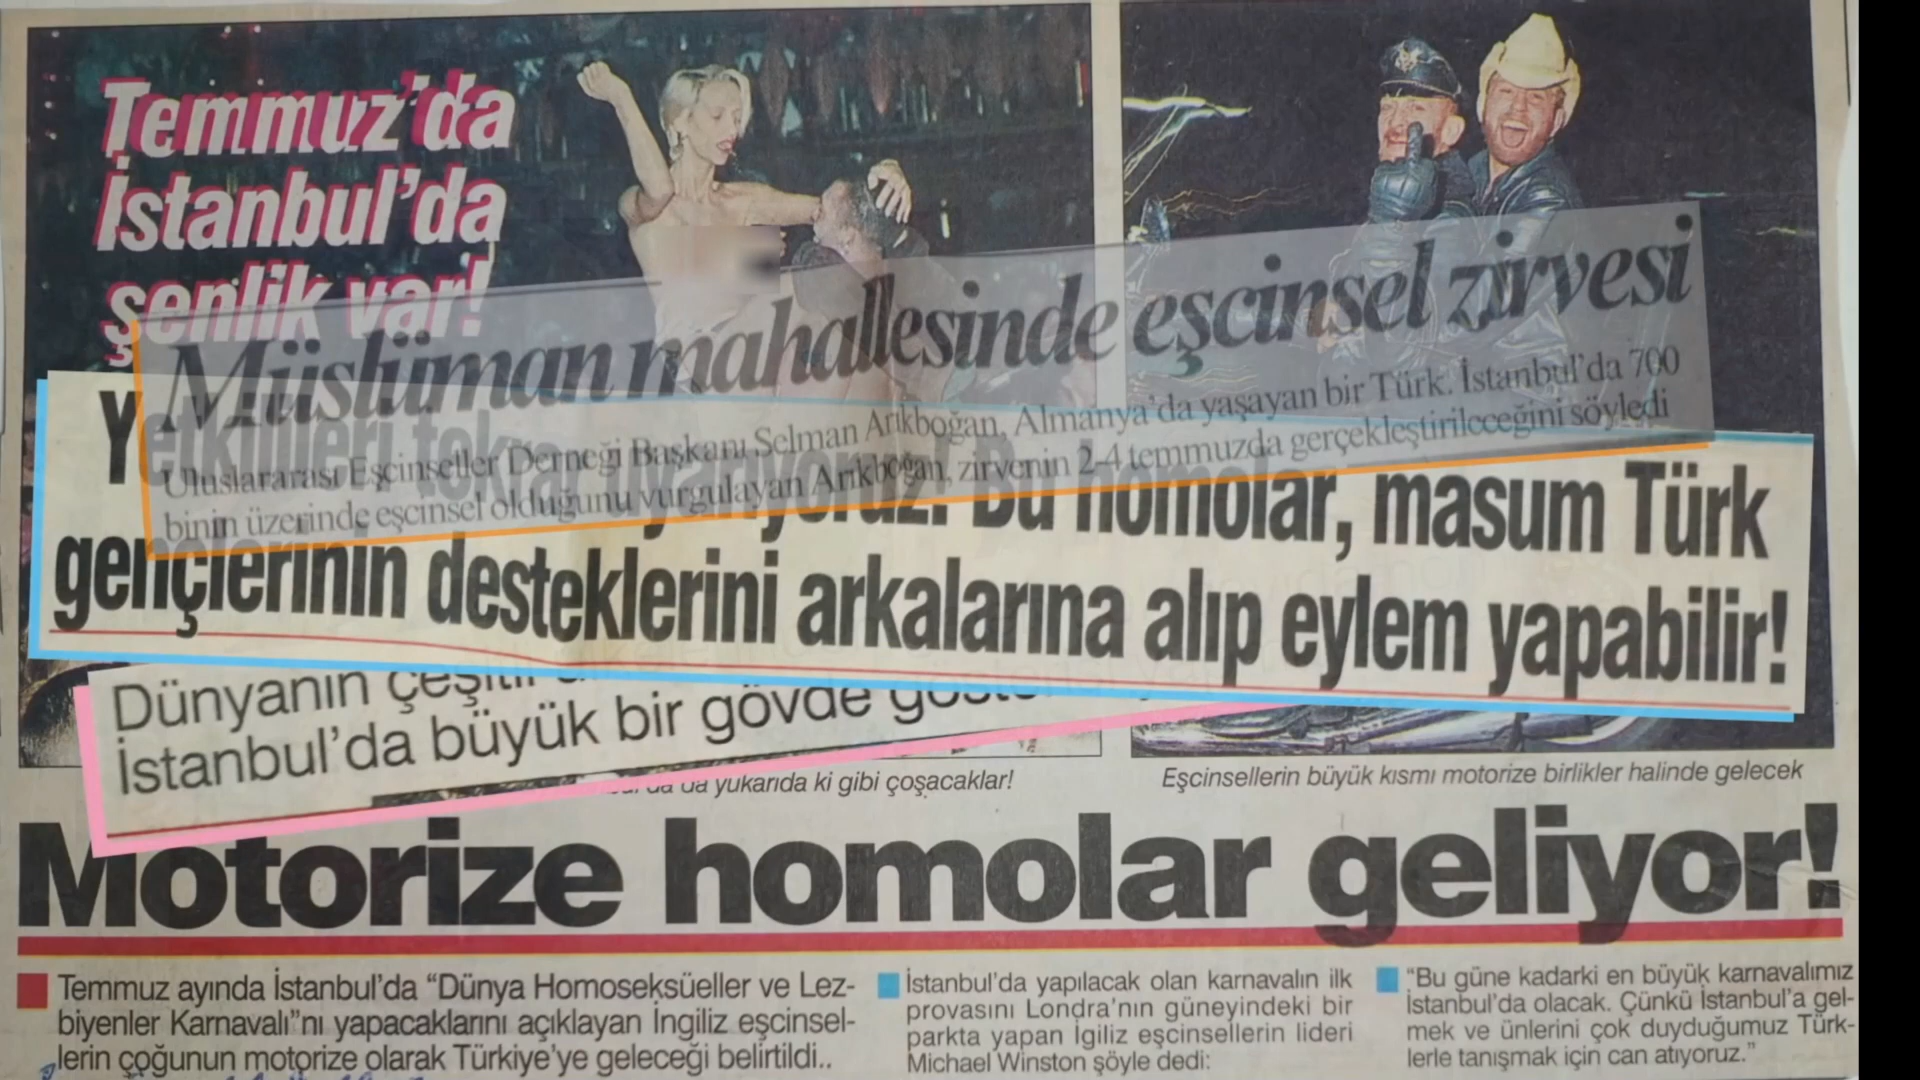 Temmuz'da
İstanbul'da
şenlik var!
Müslüman mahallesinde eşcinsel zirvesi
Uluslararası Eşcinseller Derneği Başkanı Selman Arıkboğan, Almanya'da yaşayan bir Türk. İstanbul'da 700
binin üzerinde eşcinsel olduğunu vurgulayan Arıkboğan, zirvenin 2-4 temmuzda gerçekleştirileceğini söyledi
etkilileri tekrar uyarıyoruz! Bu homolar, masum Türk
gençlerinin desteklerini arkalarına alıp eylem yapabilir!
Dünyanın çeşitli
İstanbul'da büyük bir gövde
da yukarıda ki gibi çoşacaklar!
Eşcinsellerin büyük kısmı motorize birlikler halinde gelecek
Motorize homolar geliyor!
Temmuz ayında İstanbul'da “Dünya Homoseksüeller ve Lez-
biyenler Karnavalı”nı yapacaklarını açıklayan İngiliz eşcinsel-
lerin çoğunun motorize olarak Türkiye'ye geleceği belirtildi..
İstanbul'da yapılacak olan karnavalın ilk
provasını Londra'nın güneyindeki bir
parkta yapan İgiliz eşcinsellerin lideri
Michael Winston şöyle dedi:
“Bu güne kadarki en büyük karnavalımız
İstanbul'da olacak. Çünkü İstanbul'a gel-
mek ve ünlerini çok duyduğumuz Türk-
lerle tanışmak için can atıyoruz.”